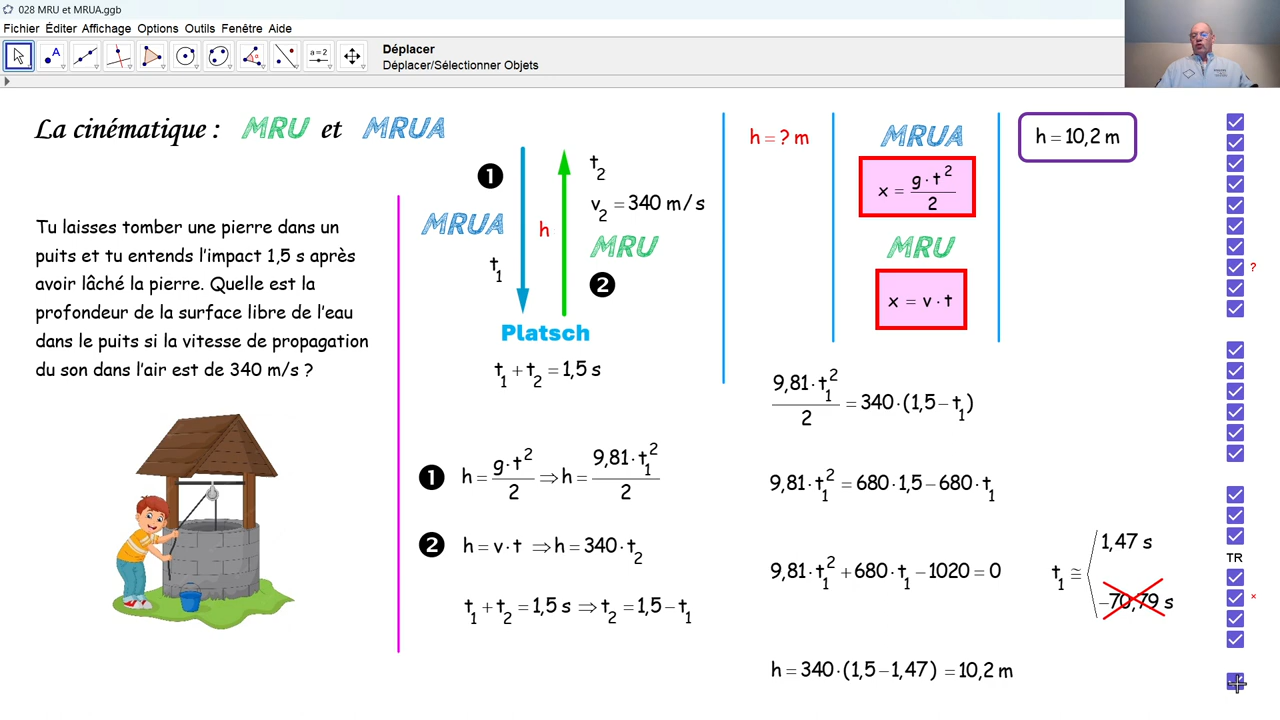 028 MRU et MRUA.ggb
Fichier Éditer Affichage Options Outils Fenêtre Aide
A
a=2
Déplacer
Déplacer/Sélectionner Objets
La cinématique : MRU et MRUA
Tu laisses tomber une pierre dans un
puits et tu entends l'impact 1,5 s après
avoir lâché la pierre. Quelle est la
profondeur de la surface libre de l'eau
dans le puits si la vitesse de propagation
du son dans l'air est de 340 m/s ?
❶
t₂
v₂ = 340 m/s
MRUA
h
MRU
t₁
❷
Platsch
t₁ + t₂ = 1,5 s
❶ h = g·t²/2 ⇒ h = 9,81·t₁²/2
❷ h = v·t ⇒ h = 340·t₂
t₁ + t₂ = 1,5 s ⇒ t₂ = 1,5 − t₁
h = ? m
MRUA
x = g·t²/2
MRU
x = v·t
h = 10,2 m
9,81·t₁²/2 = 340·(1,5 − t₁)
9,81·t₁² = 680·1,5 − 680·t₁
9,81·t₁² + 680·t₁ − 1020 = 0
t₁ ≅
1,47 s
−70,79 s
h = 340·(1,5 − 1,47) = 10,2 m
?
TR
×